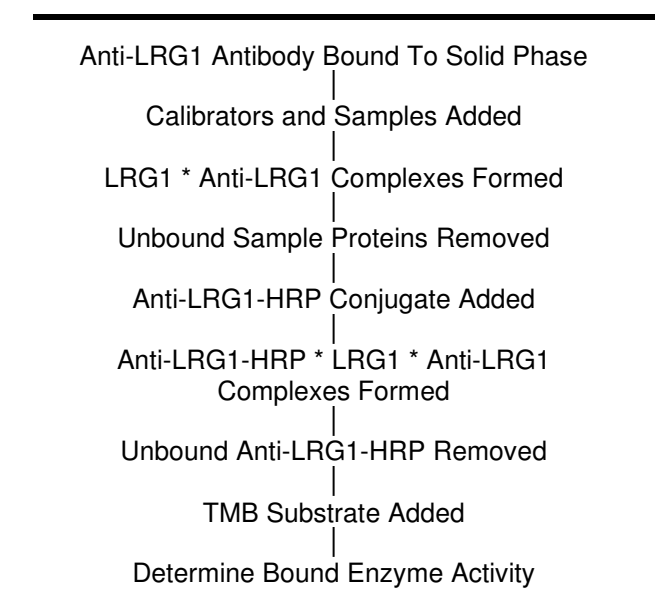 Anti-LRG1 Antibody Bound To Solid Phase
Calibrators and Samples Added
LRG1 * Anti-LRG1 Complexes Formed
Unbound Sample Proteins Removed
Anti-LRG1-HRP Conjugate Added
Anti-LRG1-HRP * LRG1 * Anti-LRG1
Complexes Formed
Unbound Anti-LRG1-HRP Removed
TMB Substrate Added
Determine Bound Enzyme Activity